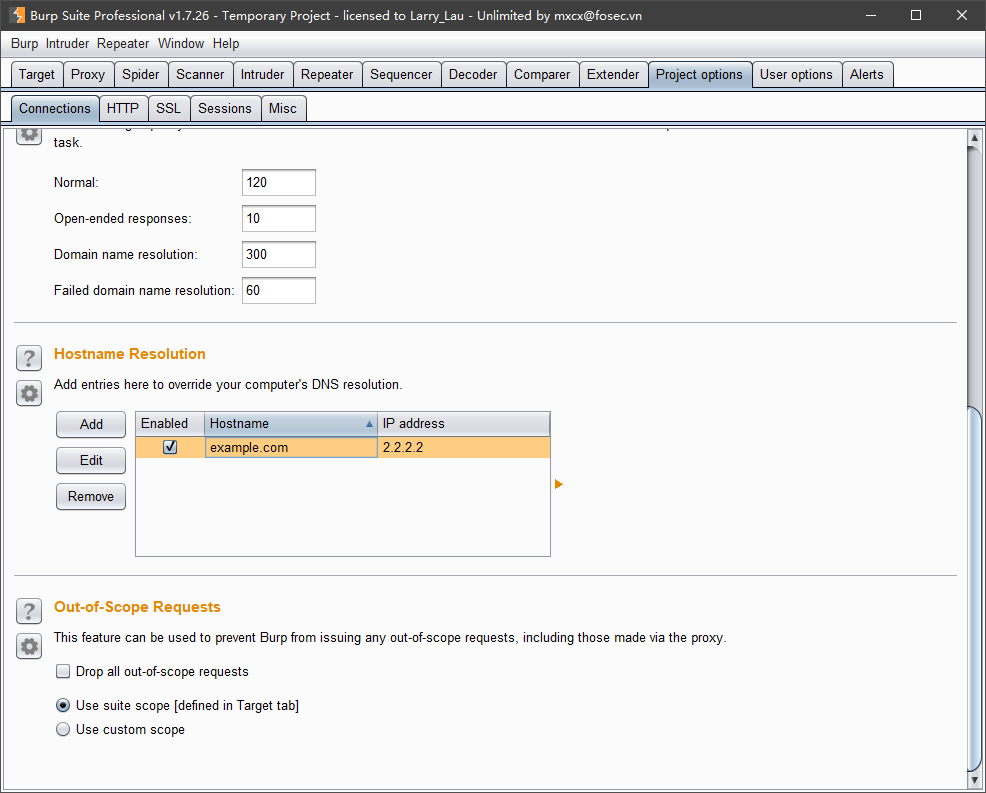 Burp Suite Professional v1.7.26 - Temporary Project - licensed to Larry_Lau - Unlimited by mxcx@fosec.vn
Burp Intruder Repeater Window Help
Target Proxy Spider Scanner Intruder Repeater Sequencer Decoder Comparer Extender Project options User options Alerts
Connections HTTP SSL Sessions Misc
task.
Normal: 120
Open-ended responses: 10
Domain name resolution: 300
Failed domain name resolution: 60
? Hostname Resolution
Add entries here to override your computer's DNS resolution.
Add Enabled Hostname IP address
example.com 2.2.2.2
Edit
Remove
? Out-of-Scope Requests
This feature can be used to prevent Burp from issuing any out-of-scope requests, including those made via the proxy.
Drop all out-of-scope requests
Use suite scope [defined in Target tab]
Use custom scope